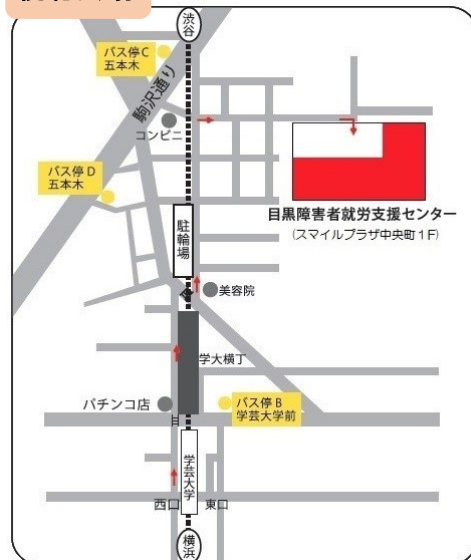 渋谷
バス停C
五本木
駒沢通り
コンビニ
バス停D
五本木
目黒障害者就労支援センター
(スマイルプラザ中央町1F)
駐輪場
美容院
学大横丁
パチンコ店
バス停B
学芸大学前
学芸大学
西口
東口
横浜